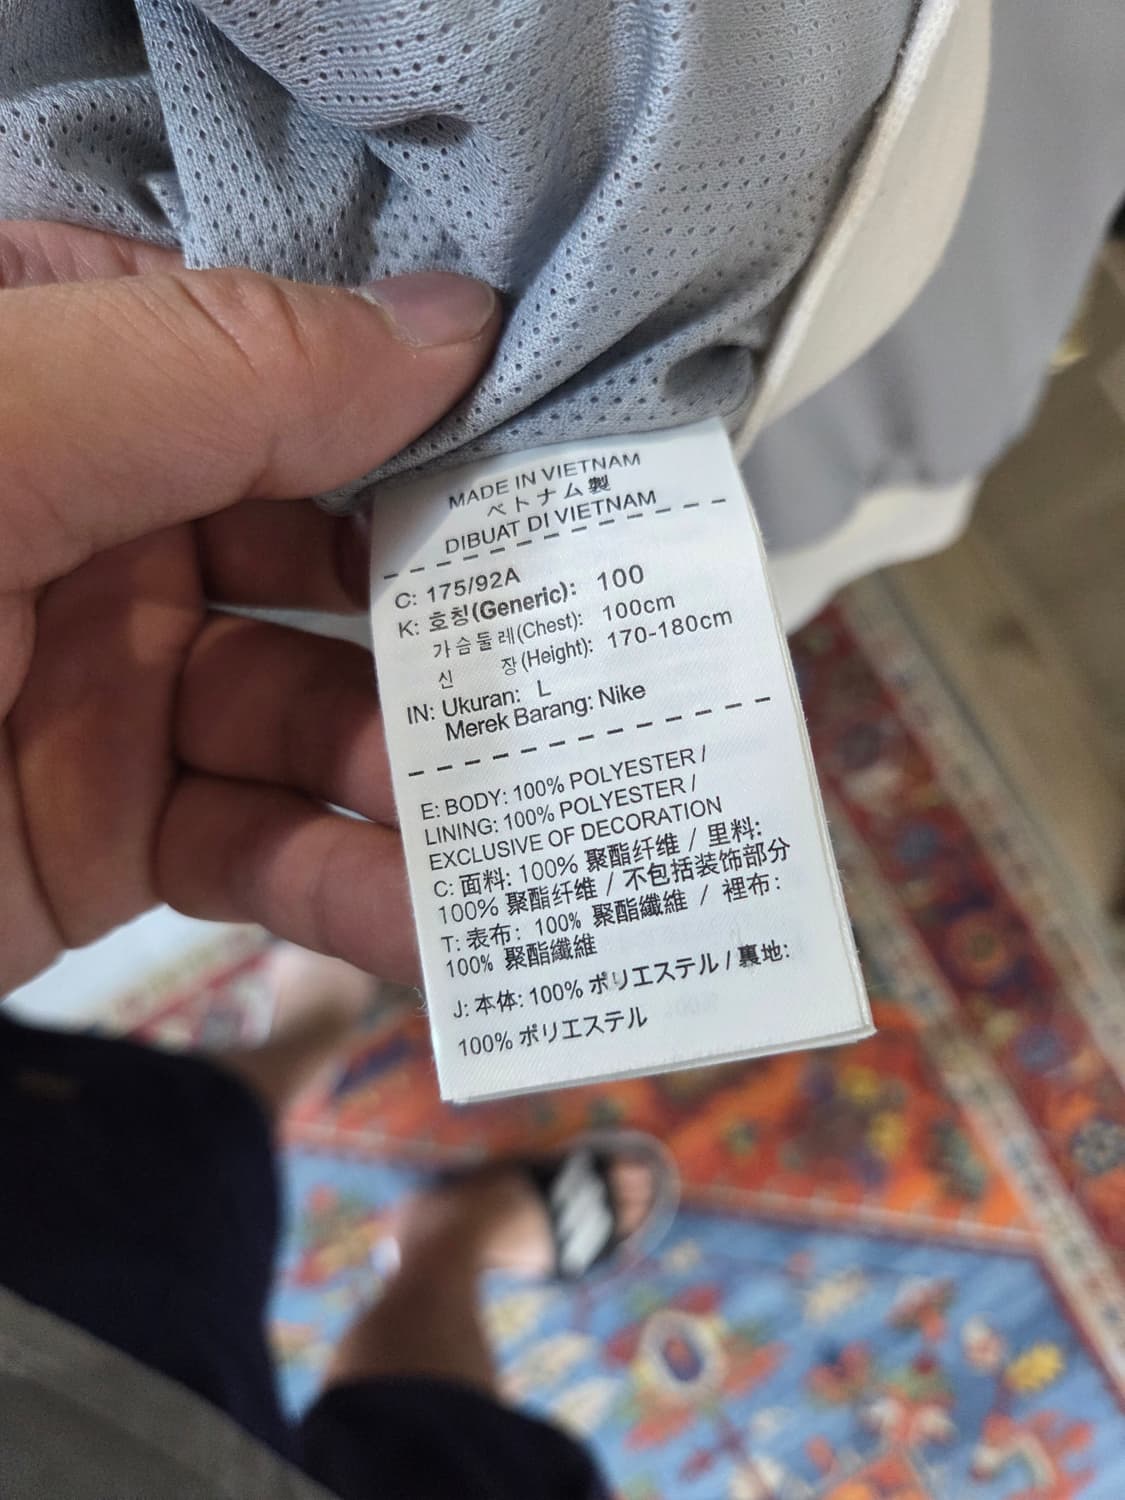 MADE IN VIETNAM
ベトナム製
DIBUAT DI VIETNAM
C: 175/92A
K: 호칭(Generic): 100
가슴둘레(Chest): 100cm
신 장(Height): 170-180cm
IN: Ukuran: L
Merek Barang: Nike
E: BODY: 100% POLYESTER /
LINING: 100% POLYESTER /
EXCLUSIVE OF DECORATION
C: 面料: 100% 聚酯纤维 / 里料:
100% 聚酯纤维 / 不包括装饰部分
T: 表布: 100% 聚酯纖維 / 裡布:
100% 聚酯纖維
J: 本体: 100% ポリエステル / 裏地:
100% ポリエステル